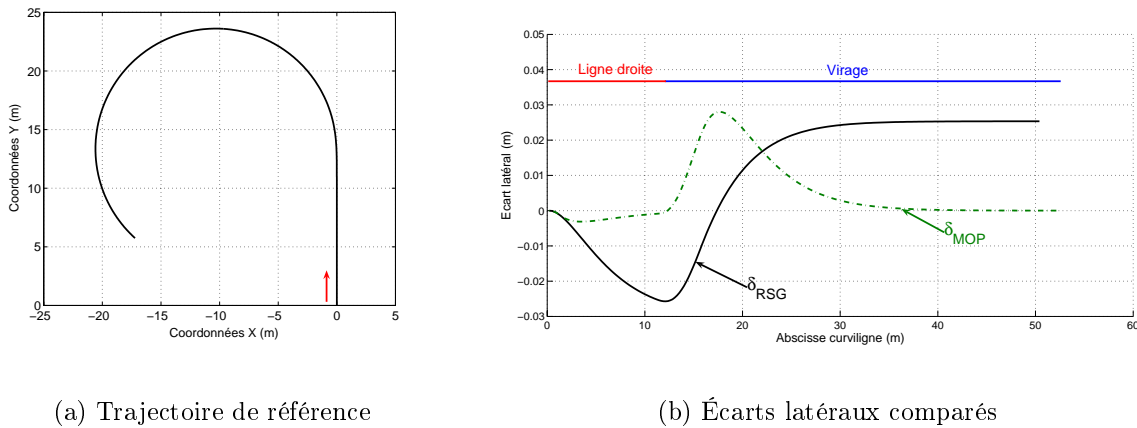 25
20
15
10
5
0
−25
−20
−15
−10
−5
0
5
Coordonnées X (m)
Coordonnées Y (m)
(a) Trajectoire de référence
0.05
0.04
0.03
0.02
0.01
0
−0.01
−0.02
−0.03
Ecart latéral (m)
Ligne droite
Virage
δMOP
δRSG
0
10
20
30
40
50
60
Abscisse curviligne (m)
(b) Écarts latéraux comparés